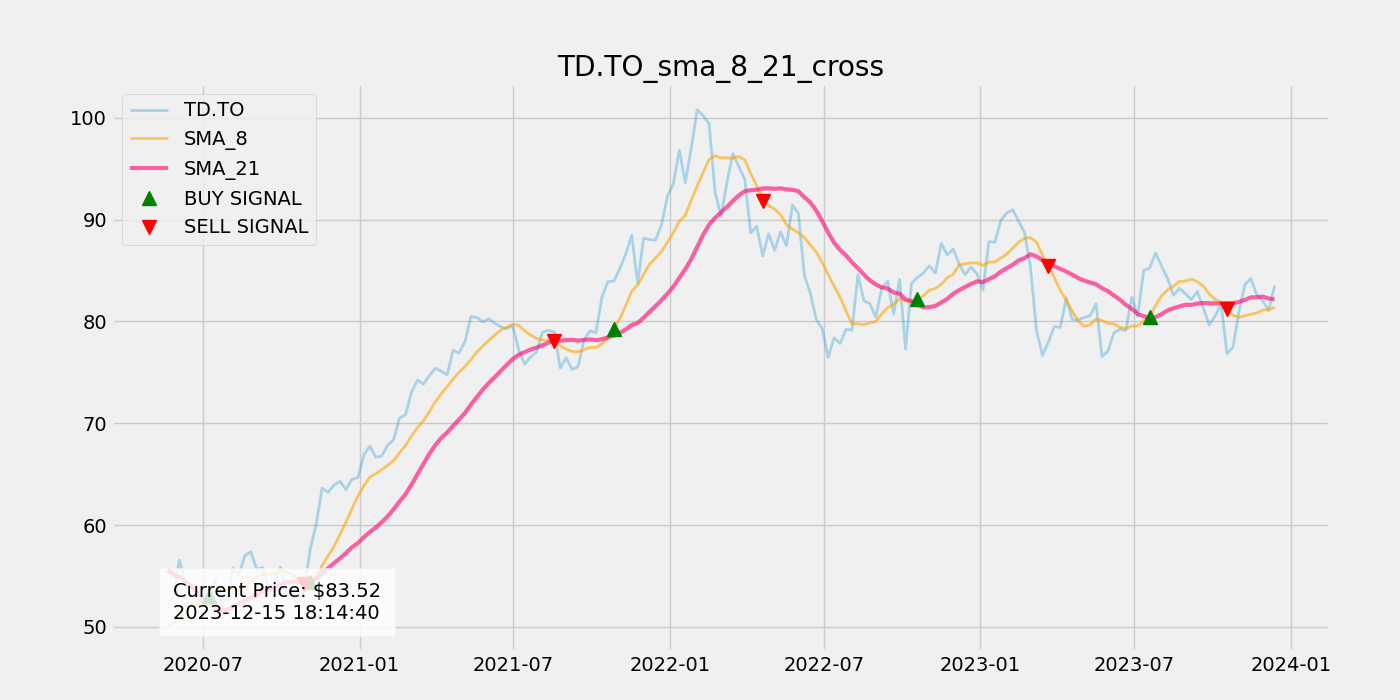 TD.TO_sma_8_21_cross
TD.TO
SMA_8
SMA_21
BUY SIGNAL
SELL SIGNAL
100
90
80
70
60
50
Current Price: $83.52
2023-12-15 18:14:40
2020-07
2021-01
2021-07
2022-01
2022-07
2023-01
2023-07
2024-01